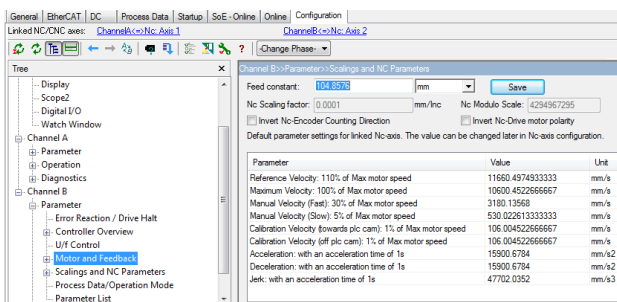 General EtherCAT DC Process Data Startup SoE - Online Online Configuration
Linked NC/CNC axes: ChannelA<=>Nc: Axis 1 ChannelB<=>Nc: Axis 2
-Change Phase-
Tree x
Display
Scope2
Digital I/O
Watch Window
Channel A
Parameter
Operation
Diagnostics
Channel B
Parameter
Error Reaction / Drive Halt
Controller Overview
U/f Control
Motor and Feedback
Scalings and NC Parameters
Process Data/Operation Mode
Parameter List
Channel B>>Parameter>>Scalings and NC Parameters
Feed constant: 104.8576 mm Save
Nc Scaling factor: 0.0001 mm/Inc Nc Modulo Scale: 4294967295
Invert Nc-Encoder Counting Direction Invert Nc-Drive motor polarity
Default parameter settings for linked Nc-axis. The value can be changed later in Nc-axis configuration.
Parameter Value Unit
Reference Velocity: 110% of Max motor speed 11660.4974933333 mm/s
Maximum Velocity: 100% of Max motor speed 10600.4522666667 mm/s
Manual Velocity (Fast): 30% of Max motor speed 3180.13568 mm/s
Manual Velocity (Slow): 5% of Max motor speed 530.022613333333 mm/s
Calibration Velocity (towards plc cam): 1% of Max motor speed 106.004522666667 mm/s
Calibration Velocity (off plc cam): 1% of Max motor speed 106.004522666667 mm/s
Acceleration: with an acceleration time of 1s 15900.6784 mm/s2
Deceleration: with an acceleration time of 1s 15900.6784 mm/s2
Jerk: with an acceleration time of 1s 47702.0352 mm/s3